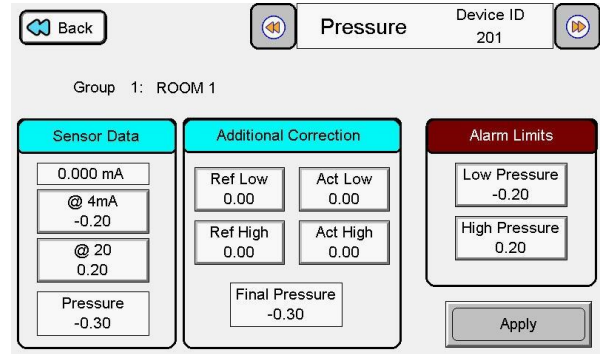 Back
Pressure
Device ID
201
Group 1: ROOM 1
Sensor Data
0.000 mA
@ 4mA
-0.20
@ 20
0.20
Pressure
-0.30
Additional Correction
Ref Low
0.00
Act Low
0.00
Ref High
0.00
Act High
0.00
Final Pressure
-0.30
Alarm Limits
Low Pressure
-0.20
High Pressure
0.20
Apply